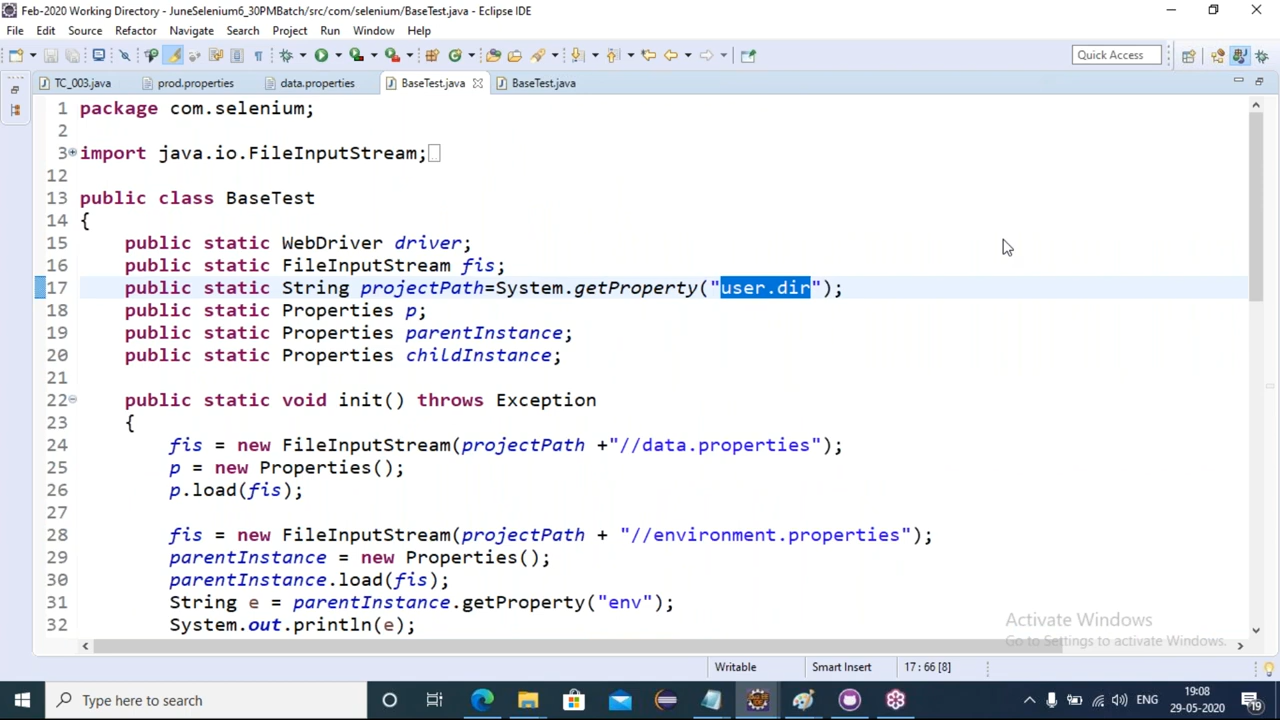 Feb-2020 Working Directory - JuneSelenium6_30PMBatch/src/com/selenium/BaseTest.java - Eclipse IDE
File Edit Source Refactor Navigate Search Project Run Window Help
Quick Access
TC_003.java prod.properties data.properties BaseTest.java BaseTest.java
1 package com.selenium;
2
3 import java.io.FileInputStream;
12
13 public class BaseTest
14 {
15 public static WebDriver driver;
16 public static FileInputStream fis;
17 public static String projectPath=System.getProperty("user.dir");
18 public static Properties p;
19 public static Properties parentInstance;
20 public static Properties childInstance;
21
22 public static void init() throws Exception
23 {
24 fis = new FileInputStream(projectPath +"//data.properties");
25 p = new Properties();
26 p.load(fis);
27
28 fis = new FileInputStream(projectPath + "//environment.properties");
29 parentInstance = new Properties();
30 parentInstance.load(fis);
31 String e = parentInstance.getProperty("env");
32 System.out.println(e);
Activate Windows
Go to Settings to activate Windows.
Writable Smart Insert 17 : 66 [8]
Type here to search
ENG
19:08
29-05-2020
19